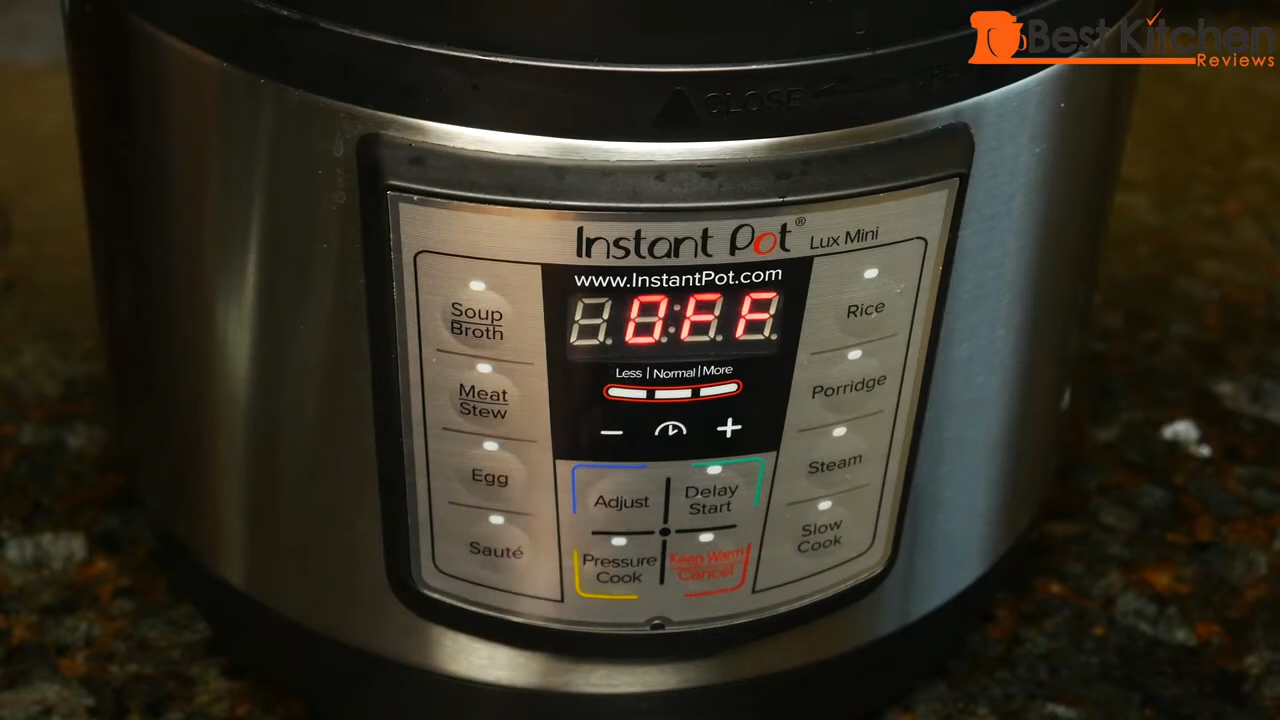 Best Kitchen
Reviews
CLOSE
Instant Pot® Lux Mini
www.InstantPot.com
OFF
Less | Normal | More
− +
Soup
Broth
Meat
Stew
Egg
Sauté
Adjust
Delay
Start
Pressure
Cook
Keep Warm
Cancel
Rice
Porridge
Steam
Slow
Cook